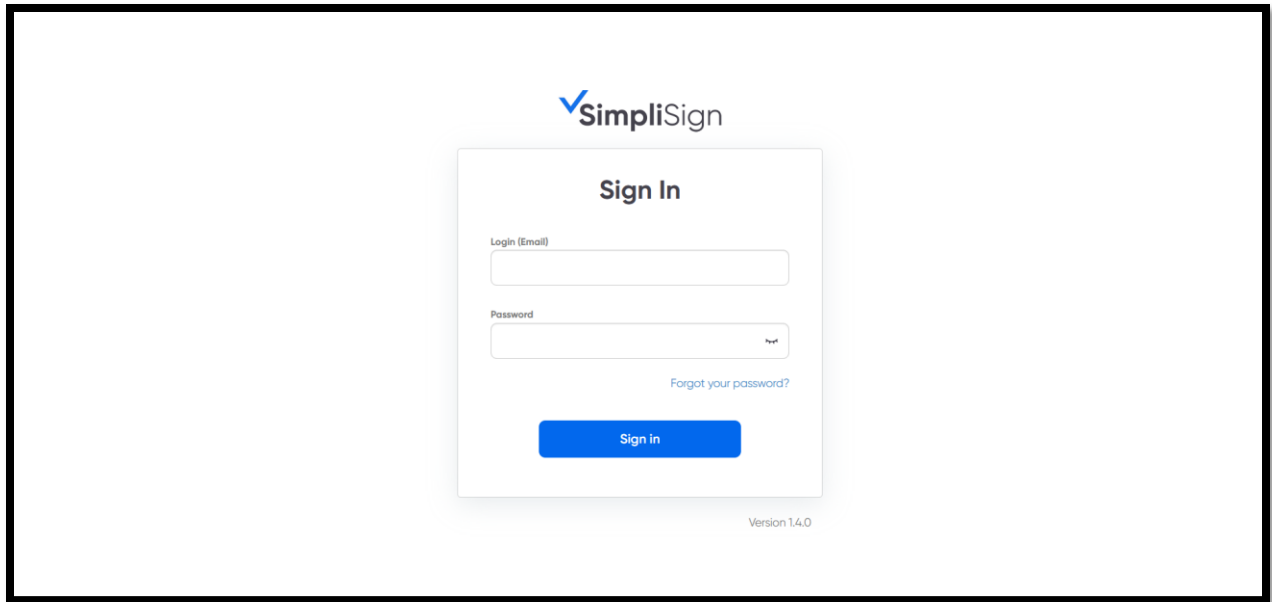 SimpliSign
Sign In
Login (Email)
Password
Forgot your password?
Sign in
Version 1.4.0